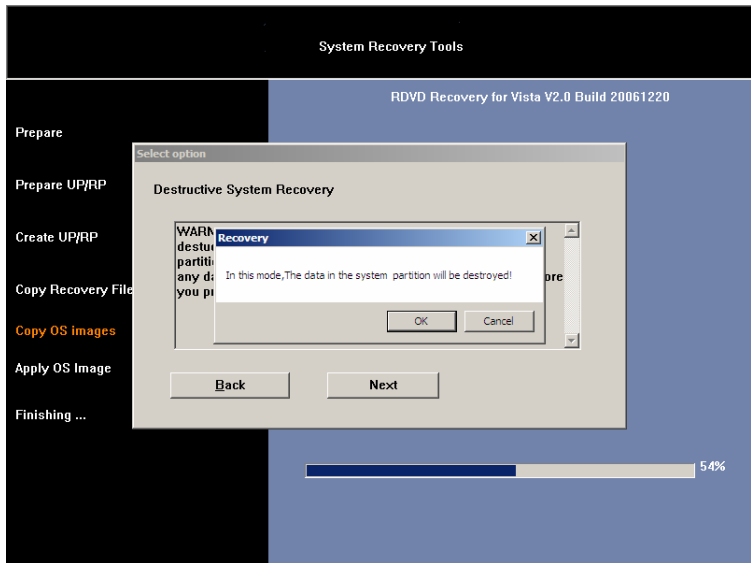 System Recovery Tools
RDVD Recovery for Vista V2.0 Build 20061220
Prepare
Prepare UP/RP
Create UP/RP
Copy Recovery File
Copy OS images
Apply OS Image
Finishing ...
Select option
Destructive System Recovery
Recovery
In this mode,The data in the system partition will be destroyed!
OK
Cancel
any
you
Back
Next
54%